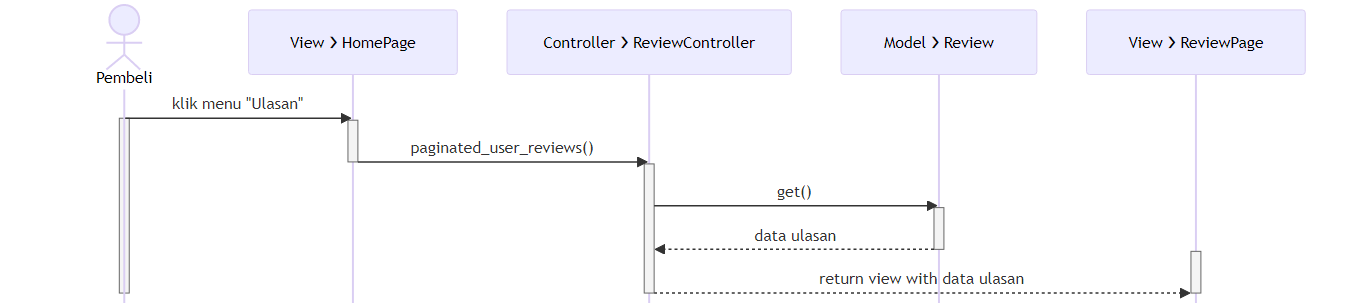 View > HomePage
Controller > ReviewController
Model > Review
View > ReviewPage
Pembeli
klik menu "Ulasan"
paginated_user_reviews()
get()
data ulasan
return view with data ulasan